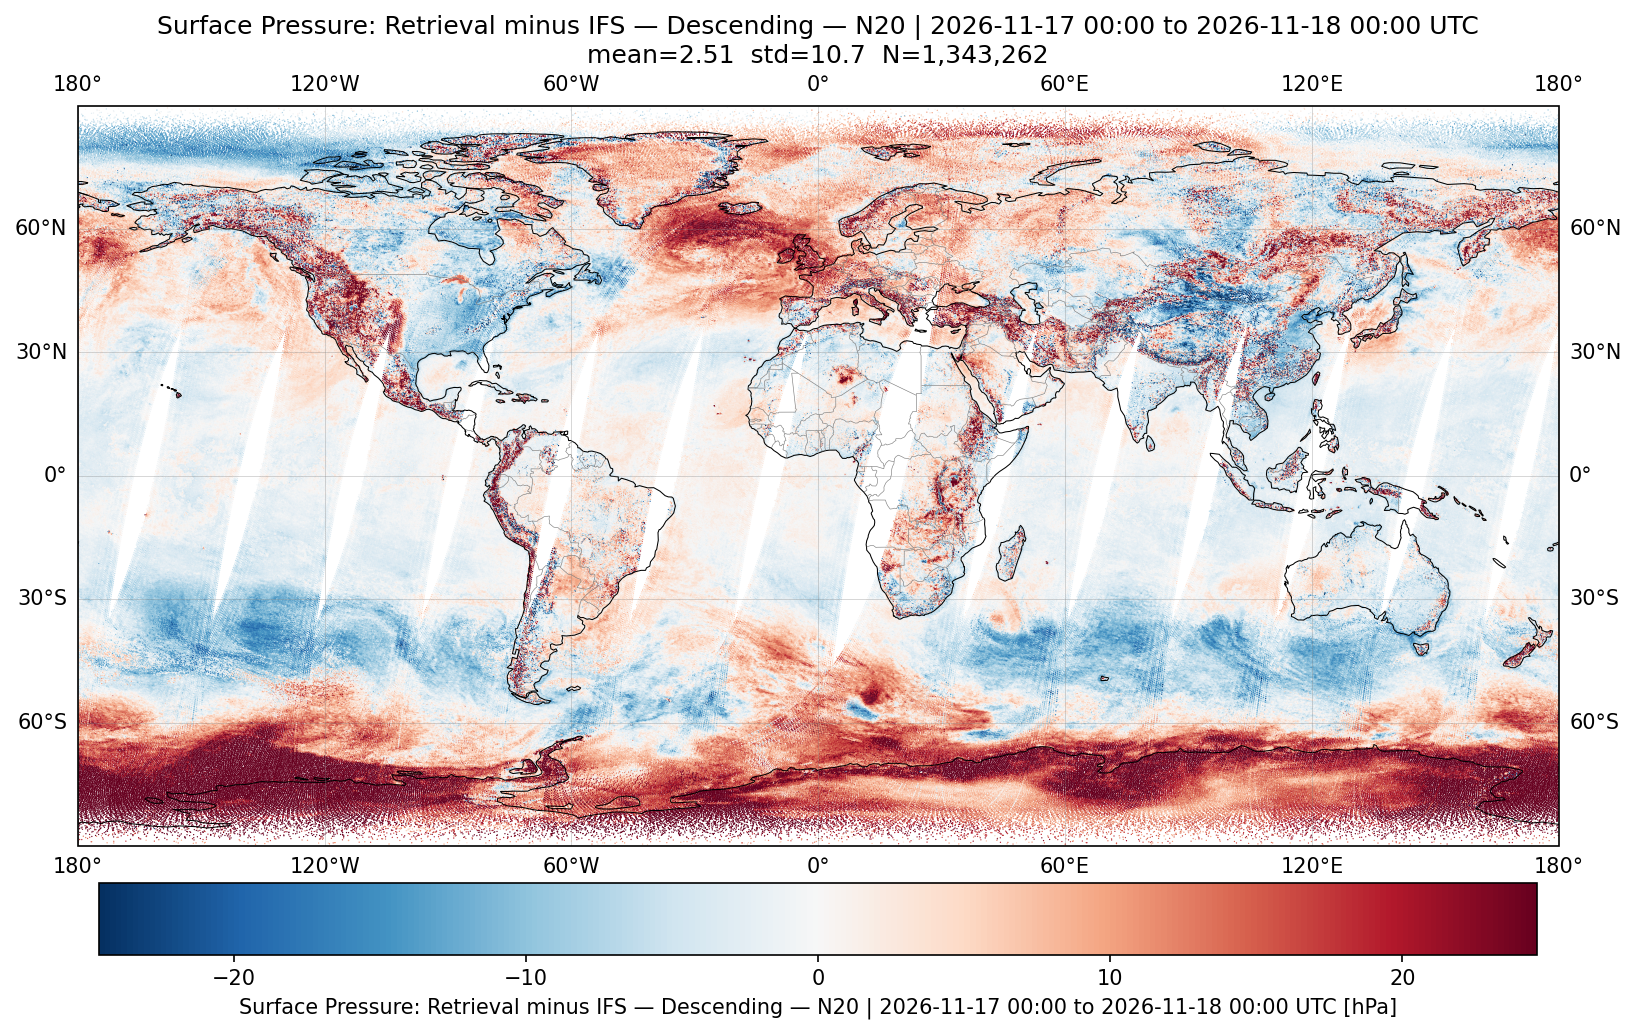 Surface Pressure: Retrieval minus IFS — Descending — N20 | 2026-11-17 00:00 to 2026-11-18 00:00 UTC
mean=2.51  std=10.7  N=1,343,262
180° 120°W 60°W 0° 60°E 120°E 180°
60°N 60°N
30°N 30°N
0° 0°
30°S 30°S
60°S 60°S
180° 120°W 60°W 0° 60°E 120°E 180°
−20 −10 0 10 20
Surface Pressure: Retrieval minus IFS — Descending — N20 | 2026-11-17 00:00 to 2026-11-18 00:00 UTC [hPa]